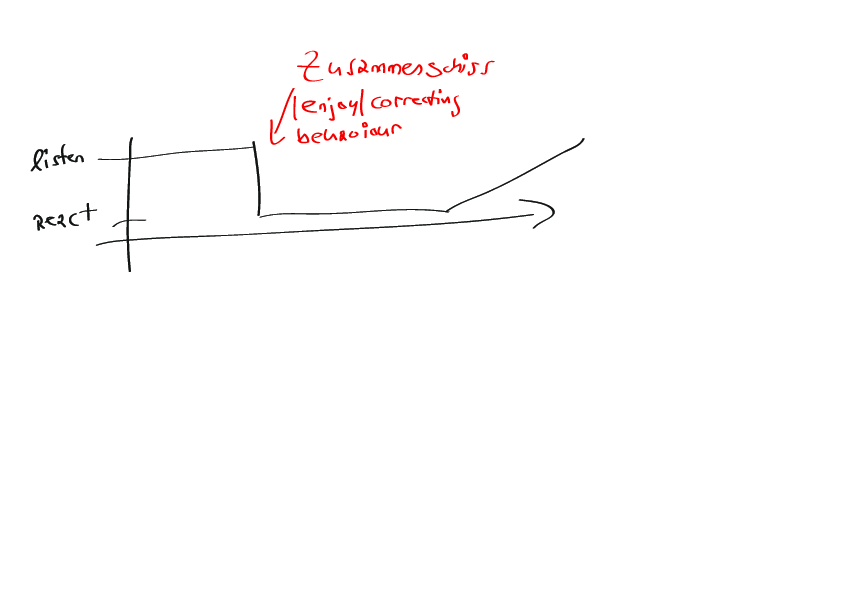 Zusammenschiss
/enjoy/correcting
behaviour
listen
react